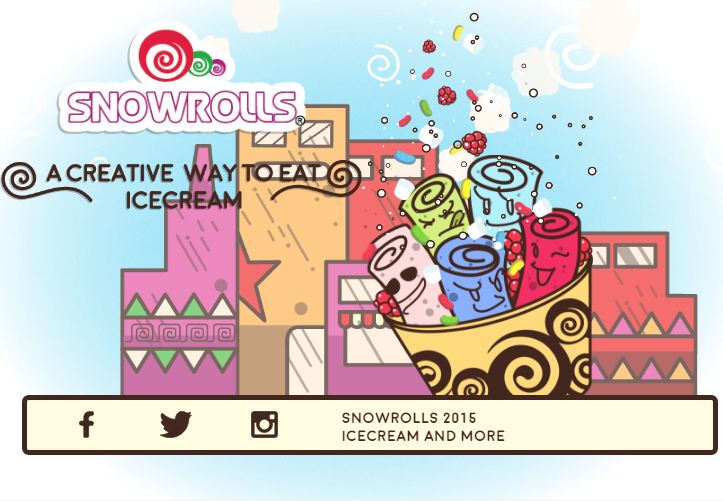 SNOWROLLS®
A CREATIVE WAY TO EAT
ICECREAM
SNOWROLLS 2015
ICECREAM AND MORE